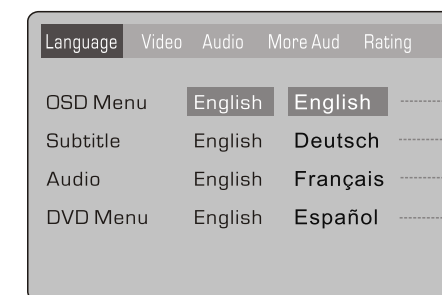 Language Video Audio More Aud Rating
OSD Menu English English
Subtitle English Deutsch
Audio English Français
DVD Menu English Español